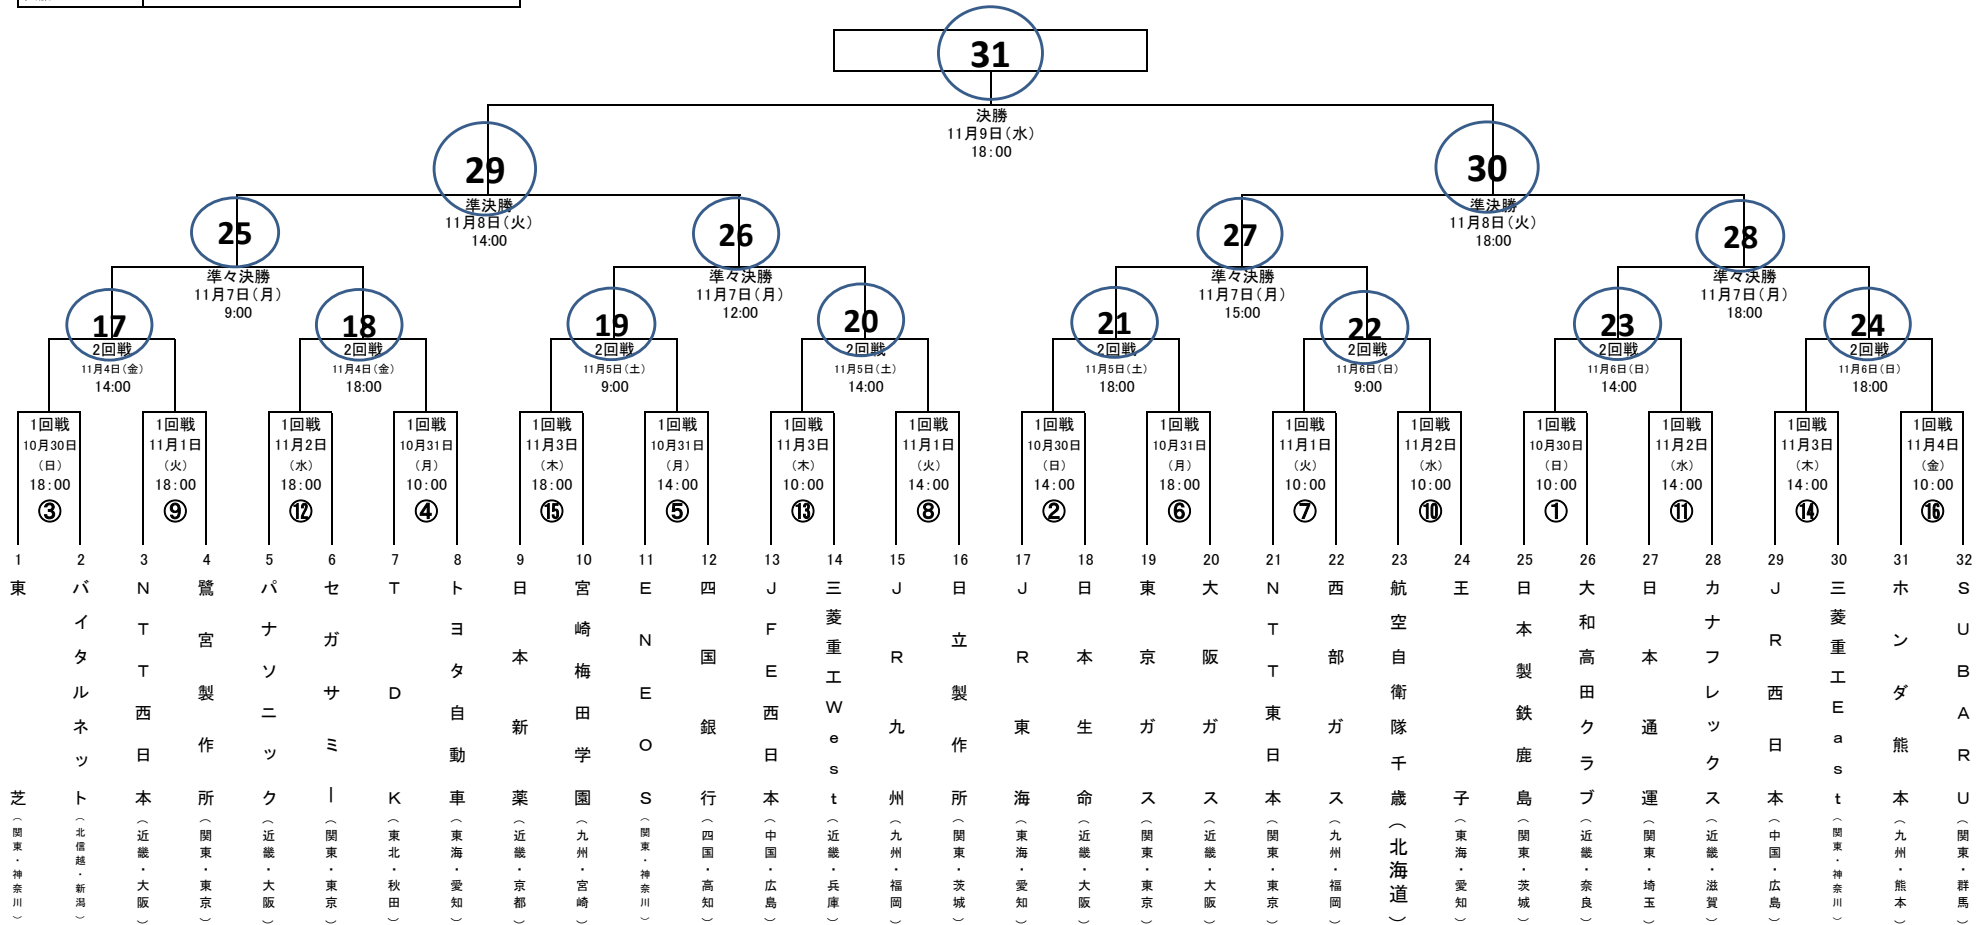 31
決勝
11月9日(水)
18:00
29
準決勝
11月8日(火)
14:00
30
準決勝
11月8日(火)
18:00
25
準々決勝
11月7日(月)
9:00
26
準々決勝
11月7日(月)
12:00
27
準々決勝
11月7日(月)
15:00
28
準々決勝
11月7日(月)
18:00
17
2回戦
11月4日(金)
14:00
18
2回戦
11月4日(金)
18:00
19
2回戦
11月5日(土)
9:00
20
2回戦
11月5日(土)
14:00
21
2回戦
11月5日(土)
18:00
22
2回戦
11月6日(日)
9:00
23
2回戦
11月6日(日)
14:00
24
2回戦
11月6日(日)
18:00
1回戦
10月30日
(日)
18:00
③
1回戦
11月1日
(火)
18:00
⑨
1回戦
11月2日
(水)
18:00
⑫
1回戦
10月31日
(月)
10:00
④
1回戦
11月3日
(木)
18:00
⑮
1回戦
10月31日
(月)
14:00
⑤
1回戦
11月3日
(木)
10:00
⑬
1回戦
11月1日
(火)
14:00
⑧
1回戦
10月30日
(日)
14:00
②
1回戦
10月31日
(月)
18:00
⑥
1回戦
11月1日
(火)
10:00
⑦
1回戦
11月2日
(水)
10:00
⑩
1回戦
10月30日
(日)
10:00
①
1回戦
11月2日
(水)
14:00
⑪
1回戦
11月3日
(木)
14:00
⑭
1回戦
11月4日
(金)
10:00
⑯
1
東芝(関東・神奈川)
2
バイタルネット(北信越・新潟)
3
NTT西日本(近畿・大阪)
4
鷺宮製作所(関東・東京)
5
パナソニック(近畿・大阪)
6
セガサミー(関東・東京)
7
TDK(東北・秋田)
8
トヨタ自動車(東海・愛知)
9
日本新薬(近畿・京都)
10
宮崎梅田学園(九州・宮崎)
11
ENEOS(関東・神奈川)
12
四国銀行(四国・高知)
13
JFE西日本(中国・広島)
14
三菱重工West(近畿・兵庫)
15
JR九州(九州・福岡)
16
日立製作所(関東・茨城)
17
JR東海(東海・愛知)
18
日本生命(近畿・大阪)
19
東京ガス(関東・東京)
20
大阪ガス(近畿・大阪)
21
NTT東日本(関東・東京)
22
西部ガス(九州・福岡)
23
航空自衛隊千歳(北海道)
24
王子(東海・愛知)
25
日本製鉄鹿島(関東・茨城)
26
大和高田クラブ(近畿・奈良)
27
日本通運(関東・埼玉)
28
カナフレックス(近畿・滋賀)
29
JR西日本(中国・広島)
30
三菱重工East(関東・神奈川)
31
ホンダ熊本(九州・熊本)
32
SUBARU(関東・群馬)